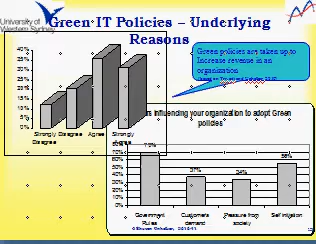 University of
Western Sydney
Green IT Policies – Underlying
Reasons
Green policies are taken up to
Increase revenue in an
organization
40%
35%
30%
25%
20%
15%
10%
5%
0%
Strongly
Disagree
Disagree
Agree
Strongly
Agree
influencing your organization to adopt Green
policies
80%
70%
60%
50%
40%
30%
20%
10%
0%
37%
34%
Government
Rules
Customers
demand
Pressure from
society
Self initiation